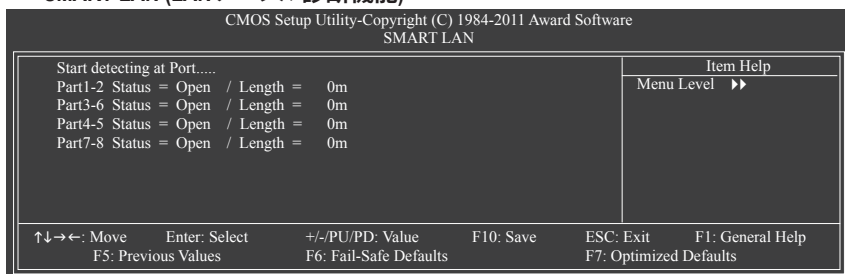 CMOS Setup Utility-Copyright (C) 1984-2011 Award Software
SMART LAN
Start detecting at Port.....
Part1-2 Status = Open / Length = 0m
Part3-6 Status = Open / Length = 0m
Part4-5 Status = Open / Length = 0m
Part7-8 Status = Open / Length = 0m
Item Help
Menu Level ▶▶
↑↓→←: Move Enter: Select +/-/PU/PD: Value F10: Save ESC: Exit F1: General Help
F5: Previous Values F6: Fail-Safe Defaults F7: Optimized Defaults